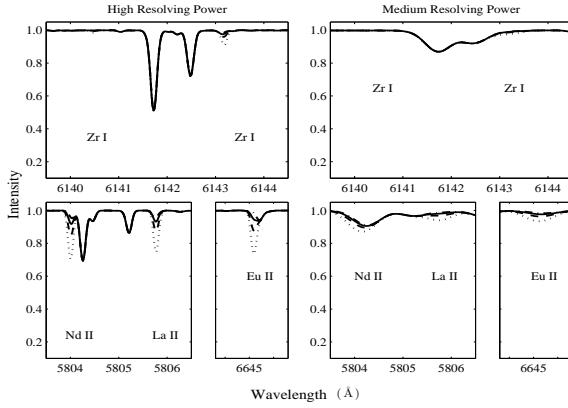 High Resolving Power Medium Resolving Power
1.0 1.0
0.8 0.8
0.6 0.6
0.4 0.4
0.2 0.2
Zr I Zr I Zr I Zr I
6140 6141 6142 6143 6144 6140 6141 6142 6143 6144
Intensity
1.0 1.0
0.8 0.8
0.6 0.6
0.4 0.4
0.2 0.2
Nd II La II Eu II Nd II La II Eu II
5804 5805 5806 6645 5804 5805 5806 6645
Wavelength (Å)